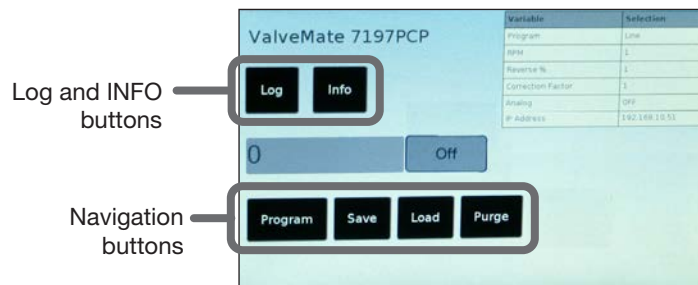 ValveMate 7197PCP
Variable Selection
Program Line
RPM 1
Reverse % 1
Correction Factor 1
Analog OFF
IP Address 192.168.10.51
Log and INFO
buttons
Log Info
0 Off
Navigation
buttons
Program Save Load Purge